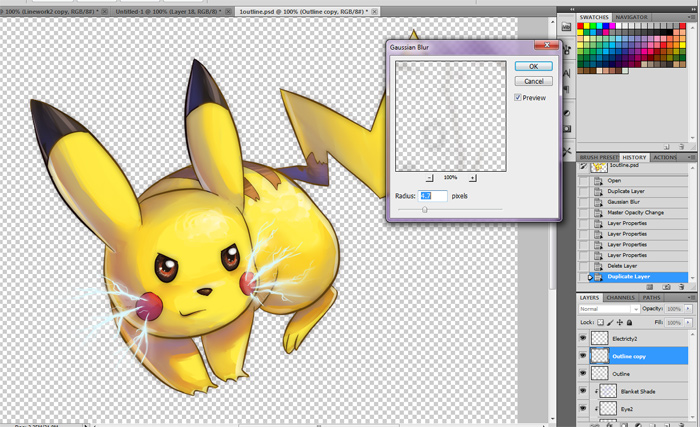 @ 100% (Linework2 copy, RGB/8#) *
Untitled-1 @ 100% (Layer 18, RGB/8) *
1outline.psd @ 100% (Outline copy, RGB/8#) *
Gaussian Blur
OK
Cancel
Preview
100%
Radius: 4.7 pixels
SWATCHES NAVIGATOR
BRUSH PRESET HISTORY ACTIONS
1outline.psd
Open
Duplicate Layer
Gaussian Blur
Master Opacity Change
Layer Properties
Layer Properties
Layer Properties
Layer Properties
Delete Layer
Duplicate Layer
LAYERS CHANNELS PATHS
Normal Opacity: 100%
Lock: Fill: 100%
Electricity2
Outline copy
Outline
Blanket Shade
Eye2